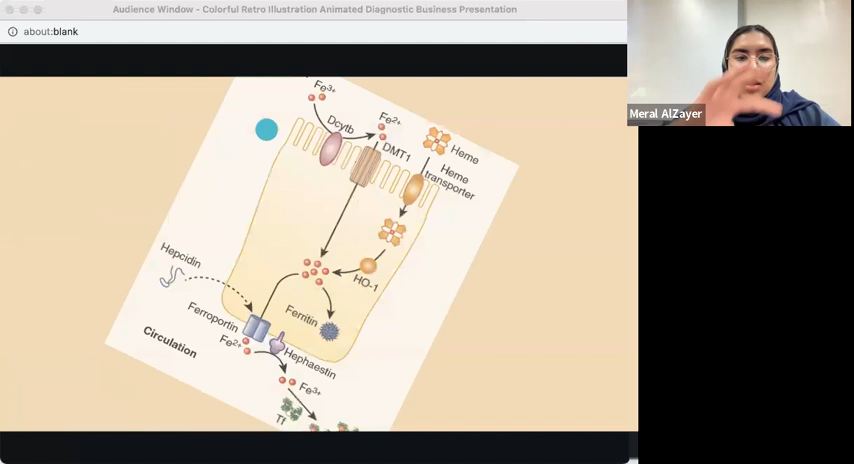 Audience Window - Colorful Retro Illustration Animated Diagnostic Business Presentation
about:blank
Meral AlZayer
Fe3+
Fe2+
Dcytb
DMT1
Heme
Heme
transporter
HO-1
Hepcidin
Ferritin
Ferroportin
Fe2+
Hephaestin
Circulation
Fe3+
Tf